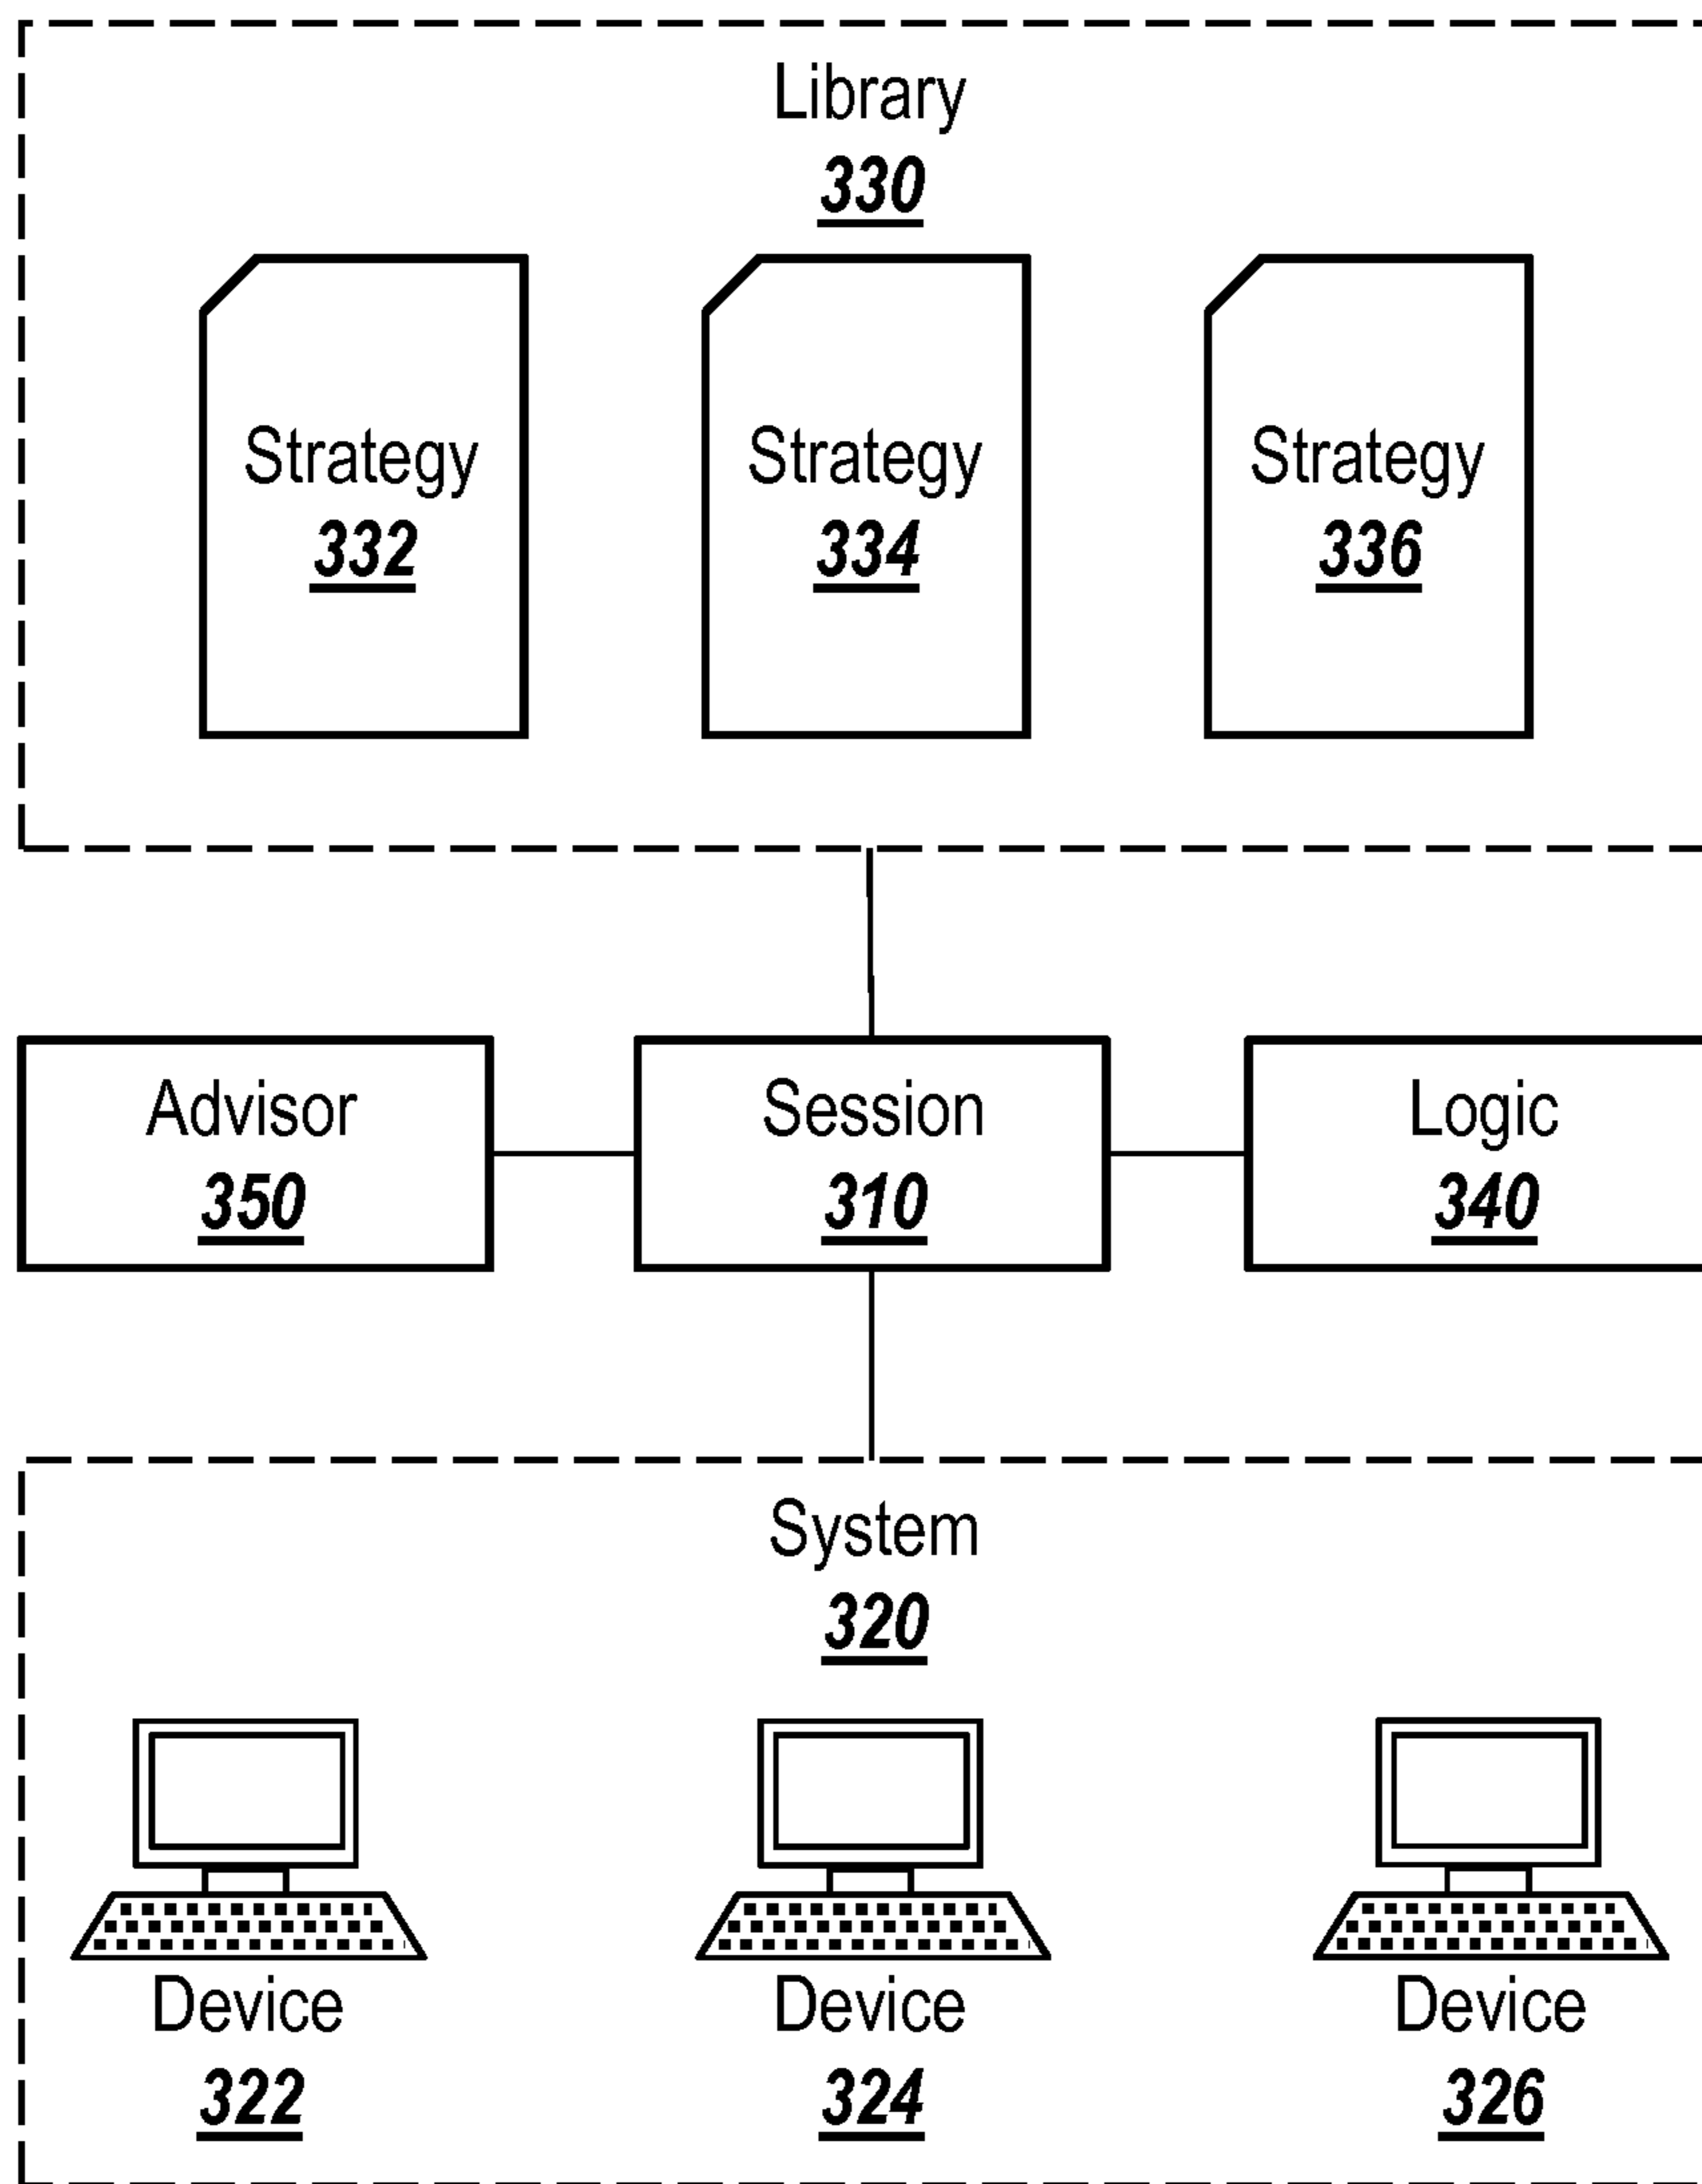 Library
330
Strategy
332
Strategy
334
Strategy
336
Advisor
350
Session
310
Logic
340
System
320
Device
322
Device
324
Device
326